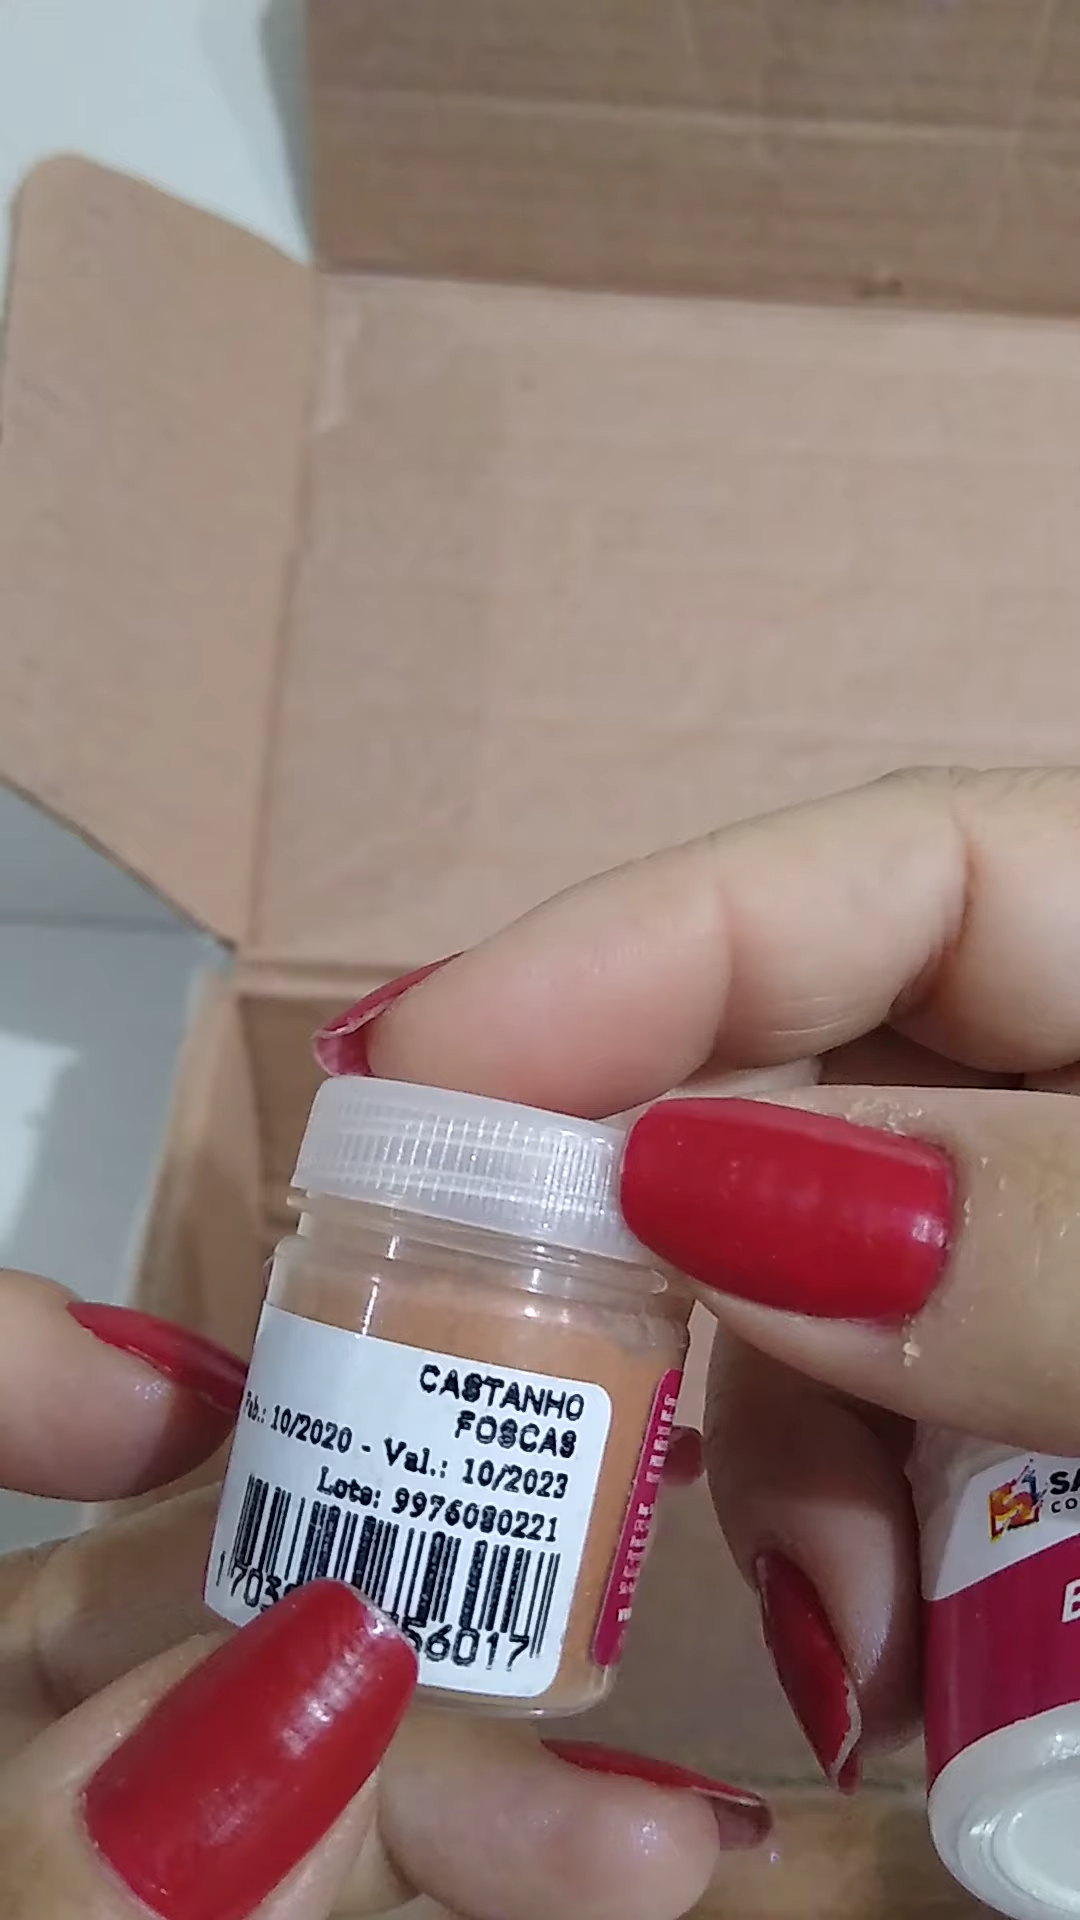 CASTANHO
FOSCAS
Fab.: 10/2020 - Val.: 10/2023
Lote: 9976080221
56017